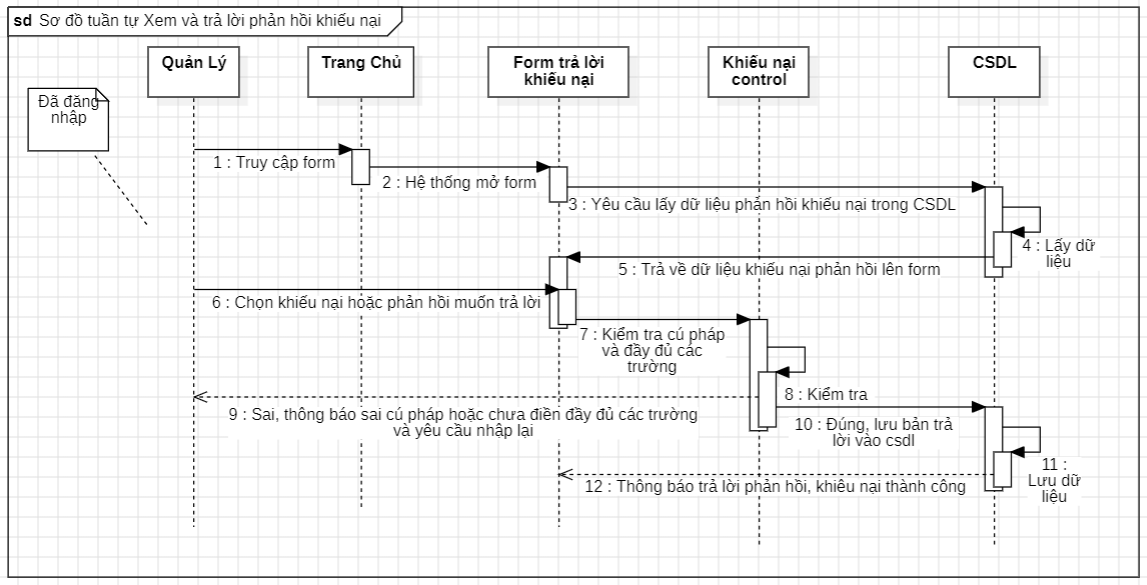 sd Sơ đồ tuần tự Xem và trả lời phản hồi khiếu nại
Quản Lý
Trang Chủ
Form trả lời
khiếu nại
Khiếu nại
control
CSDL
Đã đăng
nhập
1 : Truy cập form
2 : Hệ thống mở form
3 : Yêu cầu lấy dữ liệu phản hồi khiếu nại trong CSDL
4 : Lấy dữ
liệu
5 : Trả về dữ liệu khiếu nại phản hồi lên form
6 : Chọn khiếu nại hoặc phản hồi muốn trả lời
7 : Kiểm tra cú pháp
và đầy đủ các
trường
8 : Kiểm tra
9 : Sai, thông báo sai cú pháp hoặc chưa điền đầy đủ các trường
và yêu cầu nhập lại
10 : Đúng, lưu bản trả
lời vào csdl
11 :
Lưu dữ
liệu
12 : Thông báo trả lời phản hồi, khiêu nại thành công